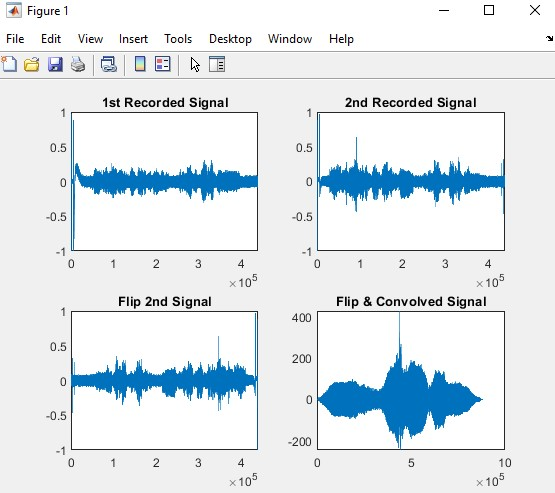 Figure 1
File Edit View Insert Tools Desktop Window Help
1st Recorded Signal
1
0.5
0
-0.5
-1
0 1 2 3 4
×10^5
2nd Recorded Signal
1
0.5
0
-0.5
-1
0 1 2 3 4
×10^5
Flip 2nd Signal
1
0.5
0
-0.5
-1
0 1 2 3 4
×10^5
Flip & Convolved Signal
400
200
0
-200
0 5 10
×10^5